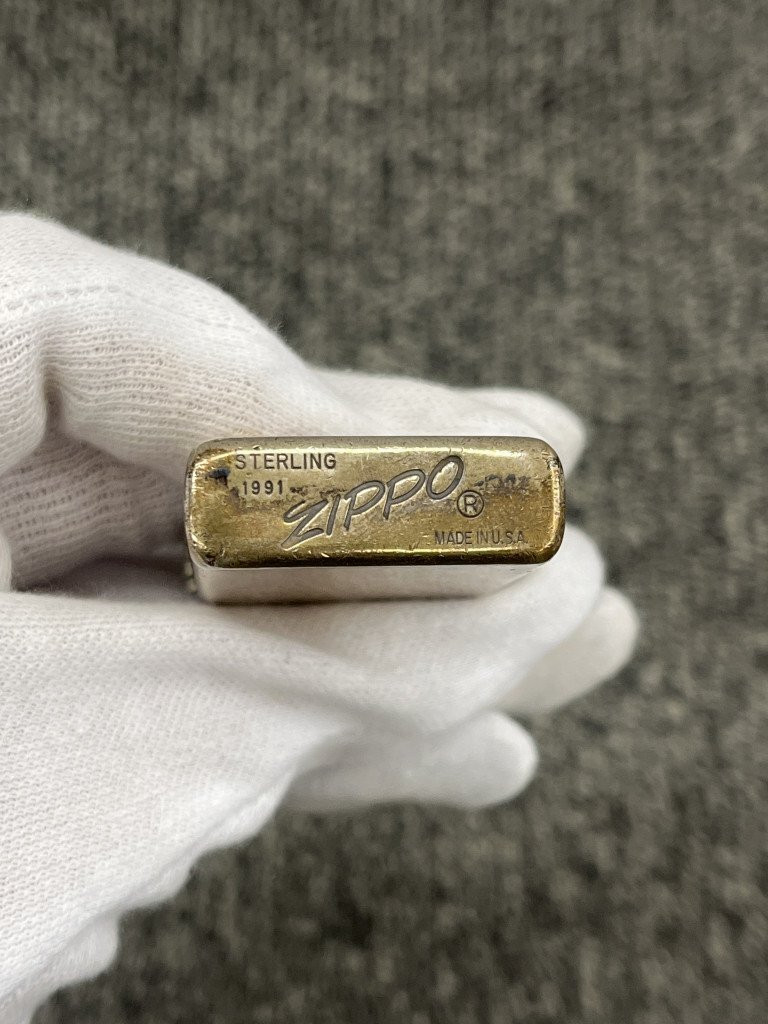 STERLING
1991
ZIPPO ®
MADE IN U.S.A.